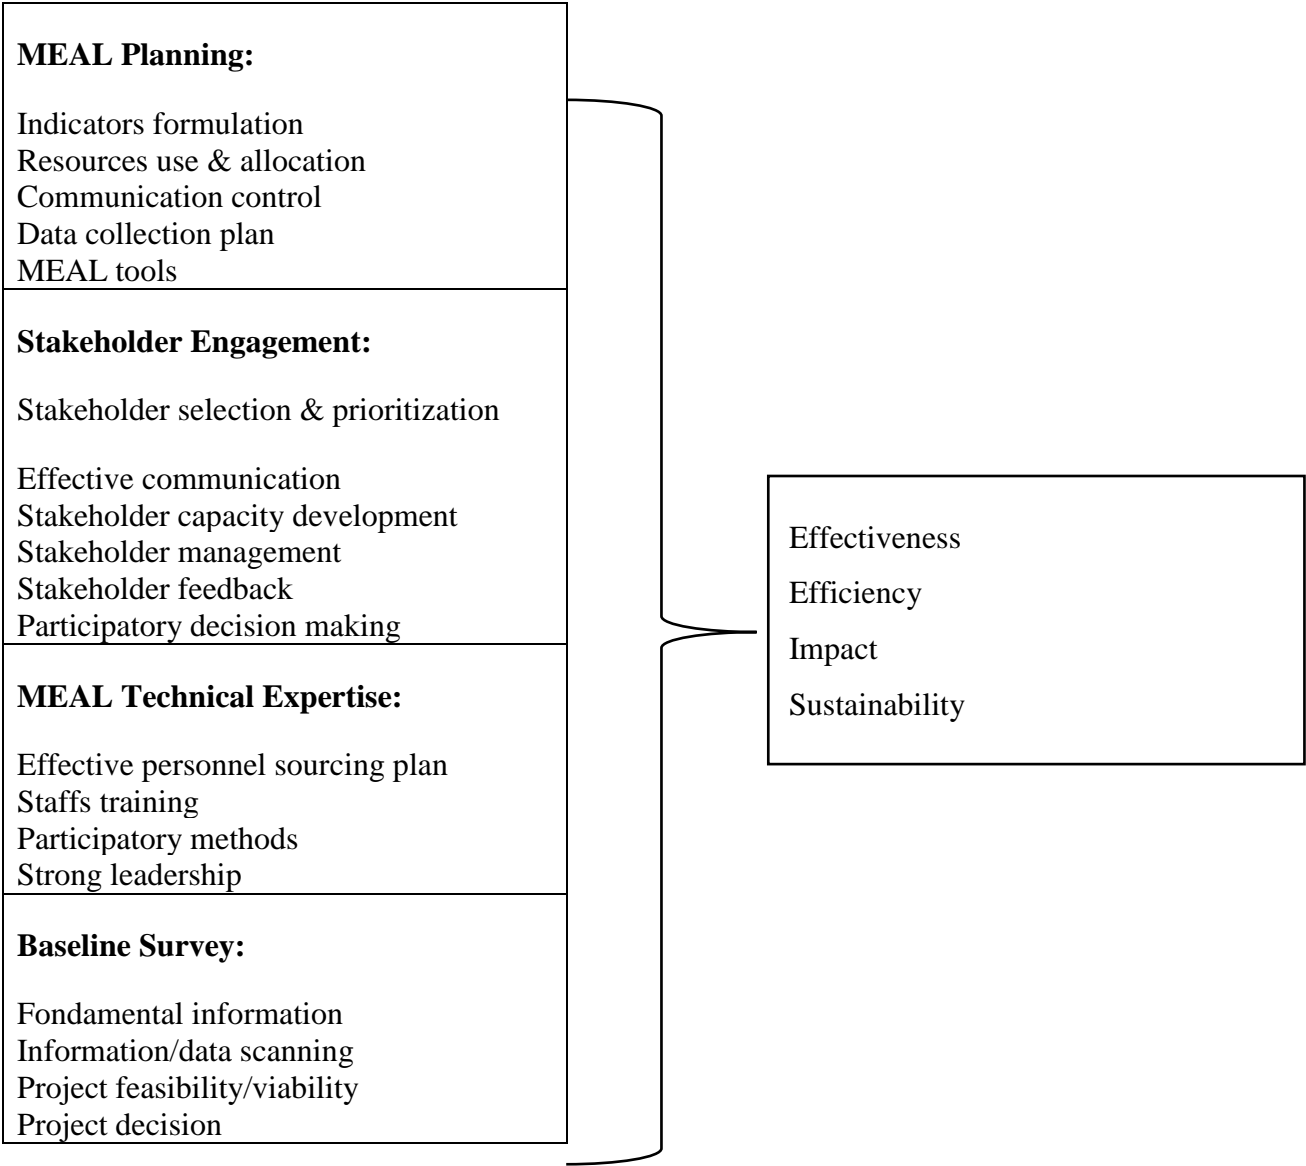 MEAL Planning:
Indicators formulation
Resources use & allocation
Communication control
Data collection plan
MEAL tools
Stakeholder Engagement:
Stakeholder selection & prioritization
Effective communication
Stakeholder capacity development
Stakeholder management
Stakeholder feedback
Participatory decision making
MEAL Technical Expertise:
Effective personnel sourcing plan
Staffs training
Participatory methods
Strong leadership
Baseline Survey:
Fondamental information
Information/data scanning
Project feasibility/viability
Project decision
Effectiveness
Efficiency
Impact
Sustainability